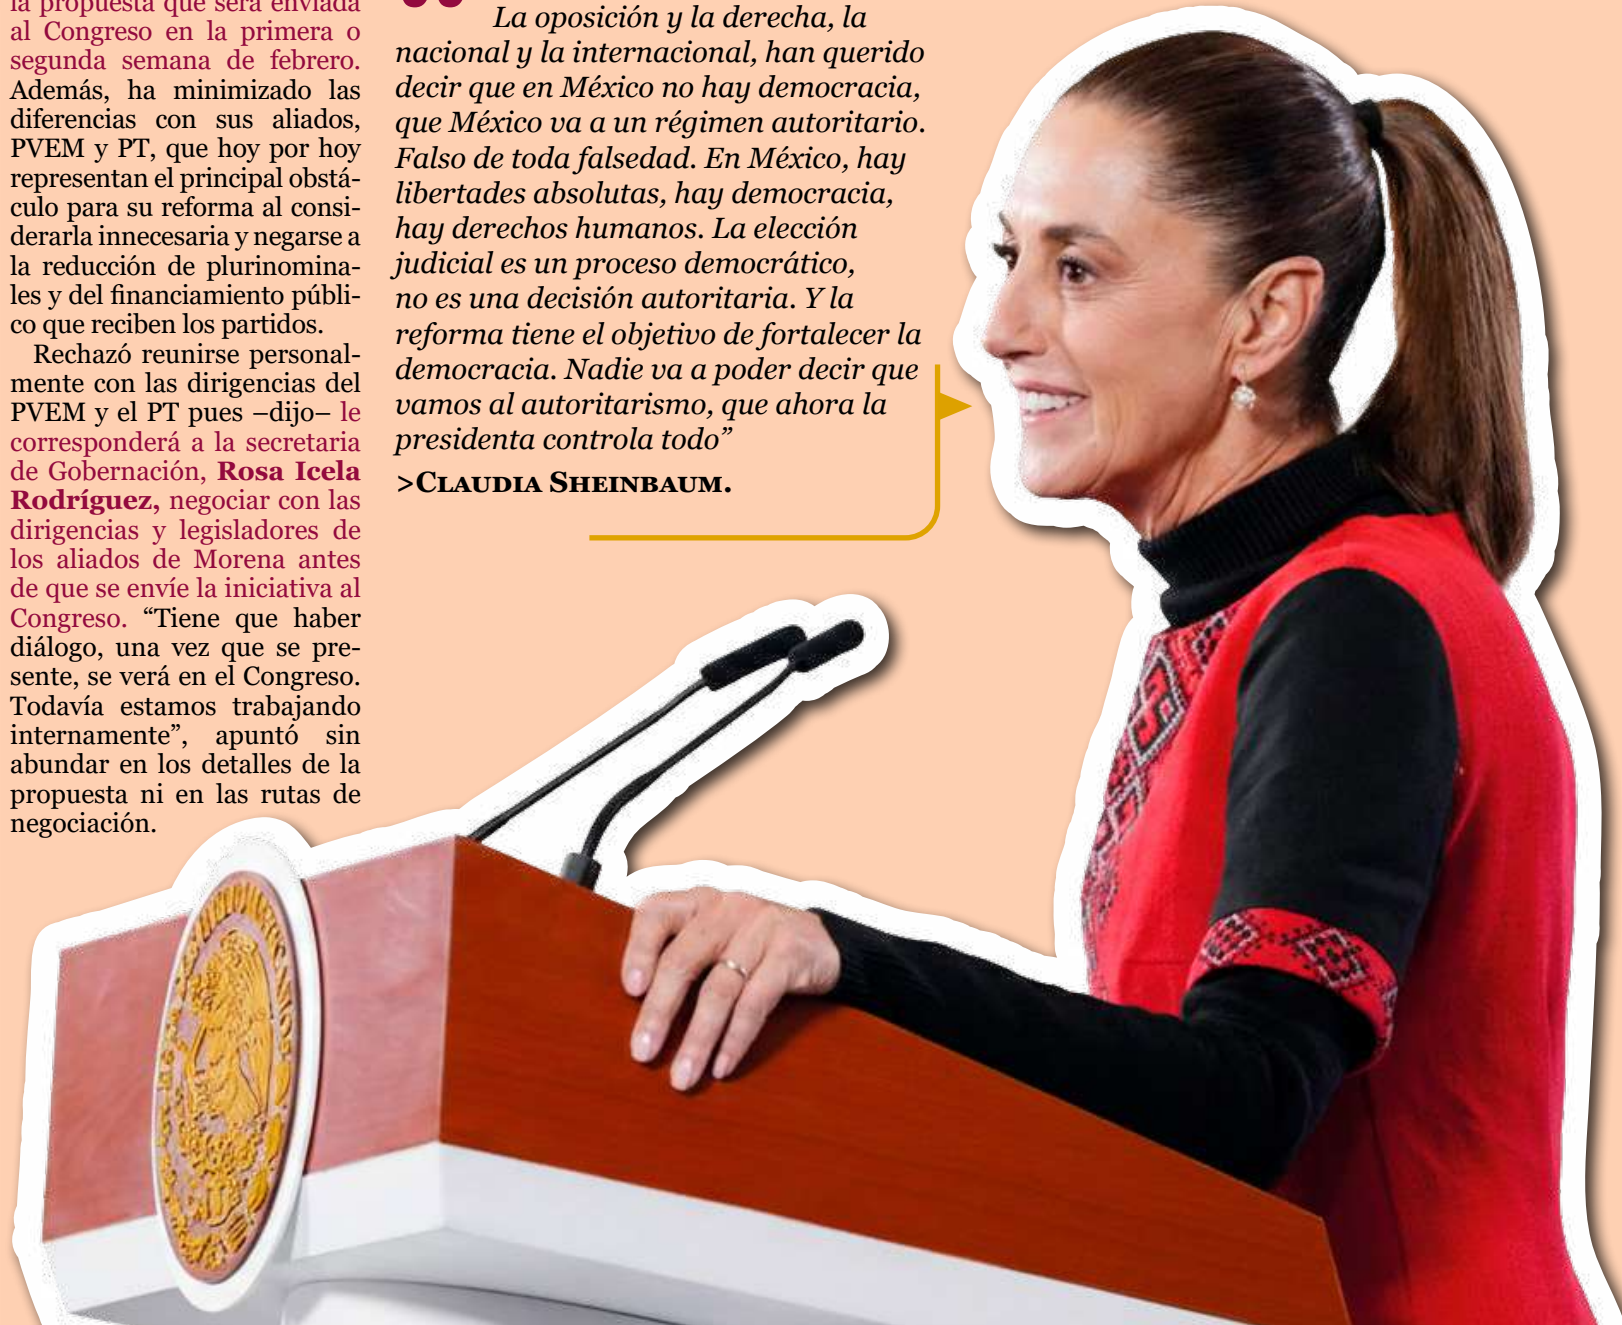 la propuesta que será enviada
al Congreso en la primera o
segunda semana de febrero.
Además, ha minimizado las
diferencias con sus aliados,
PVEM y PT, que hoy por hoy
representan el principal obstá-
culo para su reforma al consi-
derarla innecesaria y negarse a
la reducción de plurinomina-
les y del financiamiento públi-
co que reciben los partidos.
Rechazó reunirse personal-
mente con las dirigencias del
PVEM y el PT pues –dijo– le
corresponderá a la secretaria
de Gobernación, Rosa Icela
Rodríguez, negociar con las
dirigencias y legisladores de
los aliados de Morena antes
de que se envíe la iniciativa al
Congreso. “Tiene que haber
diálogo, una vez que se pre-
sente, se verá en el Congreso.
Todavía estamos trabajando
internamente”, apuntó sin
abundar en los detalles de la
propuesta ni en las rutas de
negociación.
La oposición y la derecha, la
nacional y la internacional, han querido
decir que en México no hay democracia,
que México va a un régimen autoritario.
Falso de toda falsedad. En México, hay
libertades absolutas, hay democracia,
hay derechos humanos. La elección
judicial es un proceso democrático,
no es una decisión autoritaria. Y la
reforma tiene el objetivo de fortalecer la
democracia. Nadie va a poder decir que
vamos al autoritarismo, que ahora la
presidenta controla todo”
>CLAUDIA SHEINBAUM.